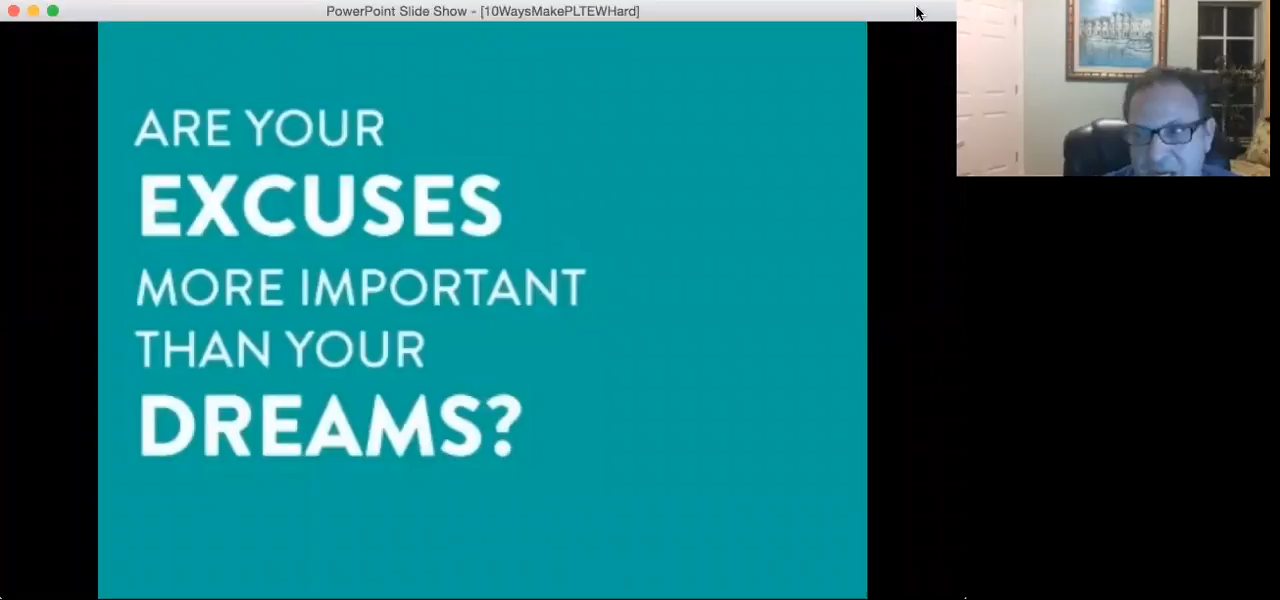 PowerPoint Slide Show - [10WaysMakePLTEWHard]
ARE YOUR
EXCUSES
MORE IMPORTANT
THAN YOUR
DREAMS?